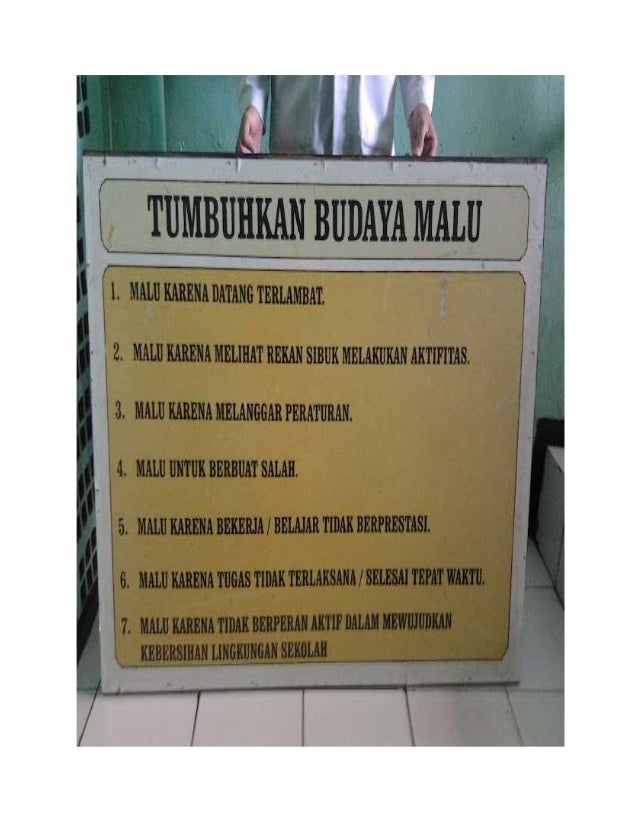 TUMBUHKAN BUDAYA MALU
1. MALU KARENA DATANG TERLAMBAT.
2. MALU KARENA MELIHAT REKAN SIBUK MELAKUKAN AKTIFITAS.
3. MALU KARENA MELANGGAR PERATURAN.
4. MALU UNTUK BERBUAT SALAH.
5. MALU KARENA BEKERJA / BELAJAR TIDAK BERPRESTASI.
6. MALU KARENA TUGAS TIDAK TERLAKSANA / SELESAI TEPAT WAKTU.
7. MALU KARENA TIDAK BERPERAN AKTIF DALAM MEWUJUDKAN
KEBERSIHAN LINGKUNGAN SEKOLAH